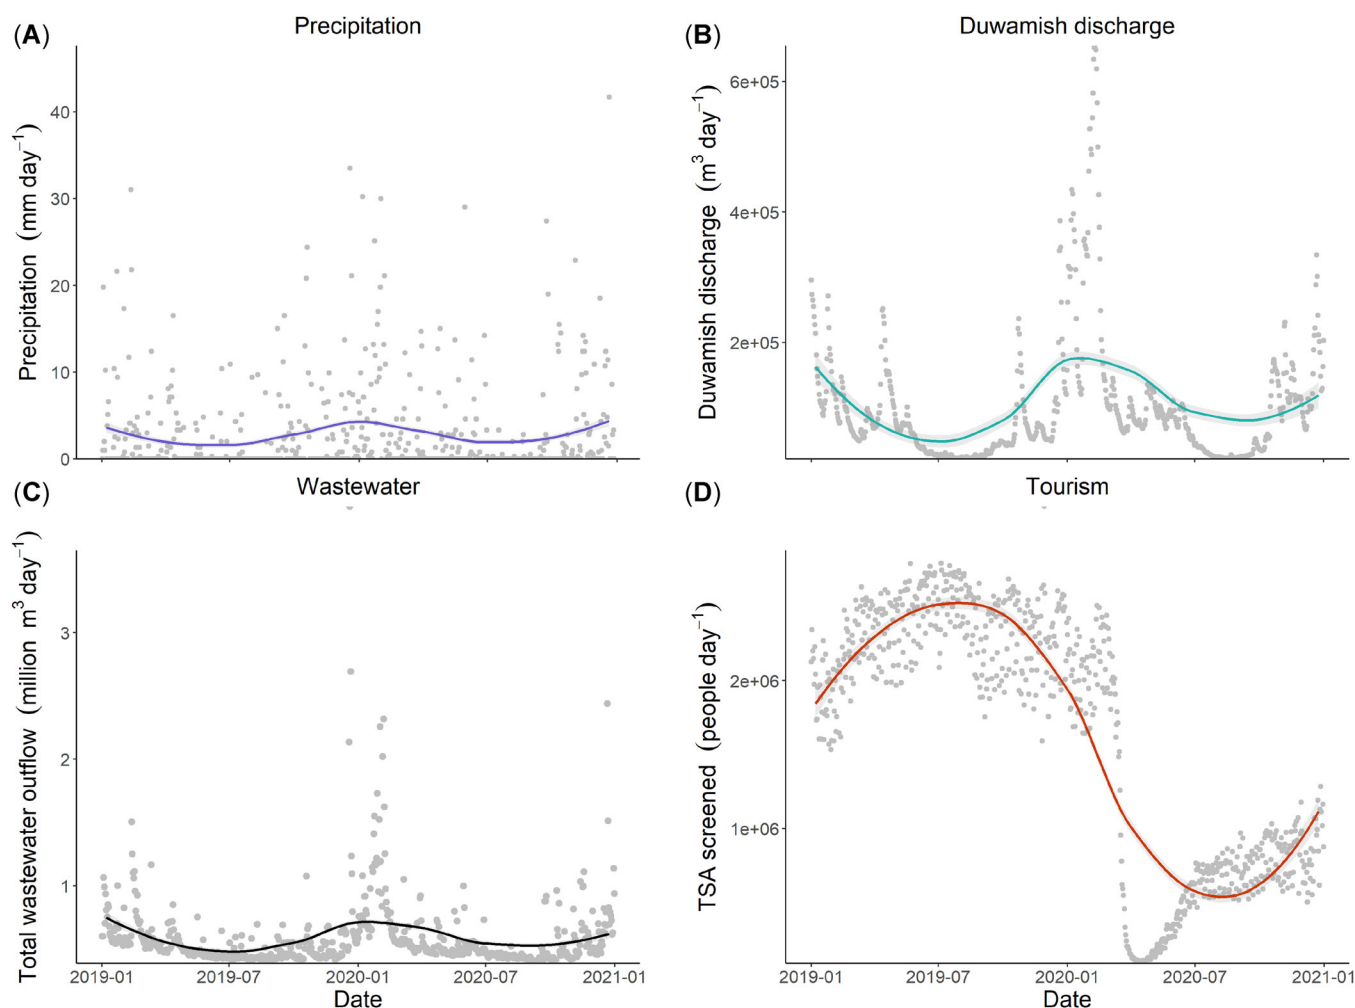 (A)
Precipitation
Precipitation (mm day⁻¹)
40
30
20
10
0
(B)
Duwamish discharge
Duwamish discharge (m³ day⁻¹)
6e+05
4e+05
2e+05
(C)
Wastewater
Total wastewater outflow (million m³ day⁻¹)
3
2
1
2019-01
2019-07
2020-01
2020-07
2021-01
Date
(D)
Tourism
TSA screened (people day⁻¹)
2e+06
1e+06
2019-01
2019-07
2020-01
2020-07
2021-01
Date